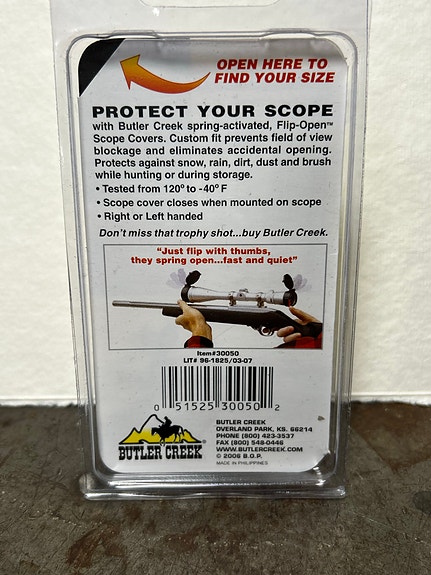 OPEN HERE TO
FIND YOUR SIZE
PROTECT YOUR SCOPE
with Butler Creek spring-activated, Flip-Open™
Scope Covers. Custom fit prevents field of view
blockage and eliminates accidental opening.
Protects against snow, rain, dirt, dust and brush
while hunting or during storage.
• Tested from 120° to -40° F
• Scope cover closes when mounted on scope
• Right or Left handed
Don't miss that trophy shot...buy Butler Creek.
"Just flip with thumbs,
they spring open...fast and quiet"
Item#30050
LIT# 96-1825/03-07
0 51525 30050 2
BUTLER CREEK®
BUTLER CREEK
OVERLAND PARK, KS. 66214
PHONE (800) 423-3537
FAX (800) 548-0446
WWW.BUTLERCREEK.COM
© 2006 B.O.P.
MADE IN PHILIPPINES